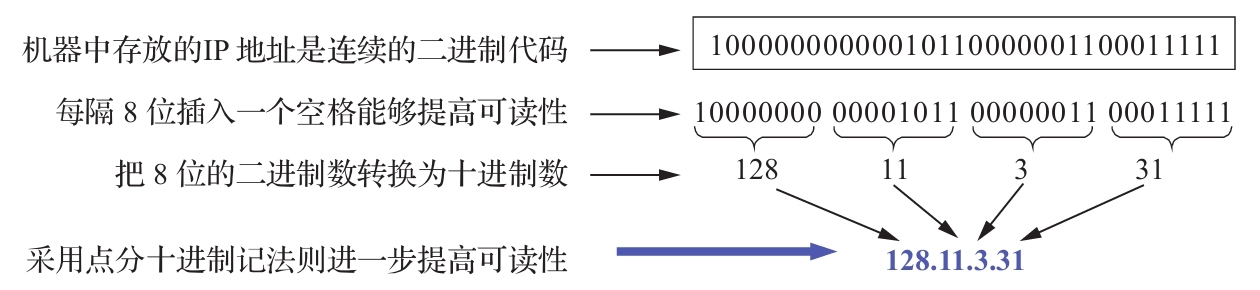 机器中存放的IP 地址是连续的二进制代码 10000000000010110000001100011111
每隔 8 位插入一个空格能够提高可读性 10000000 00001011 00000011 00011111
把 8 位的二进制数转换为十进制数 128 11 3 31
采用点分十进制记法则进一步提高可读性 128.11.3.31